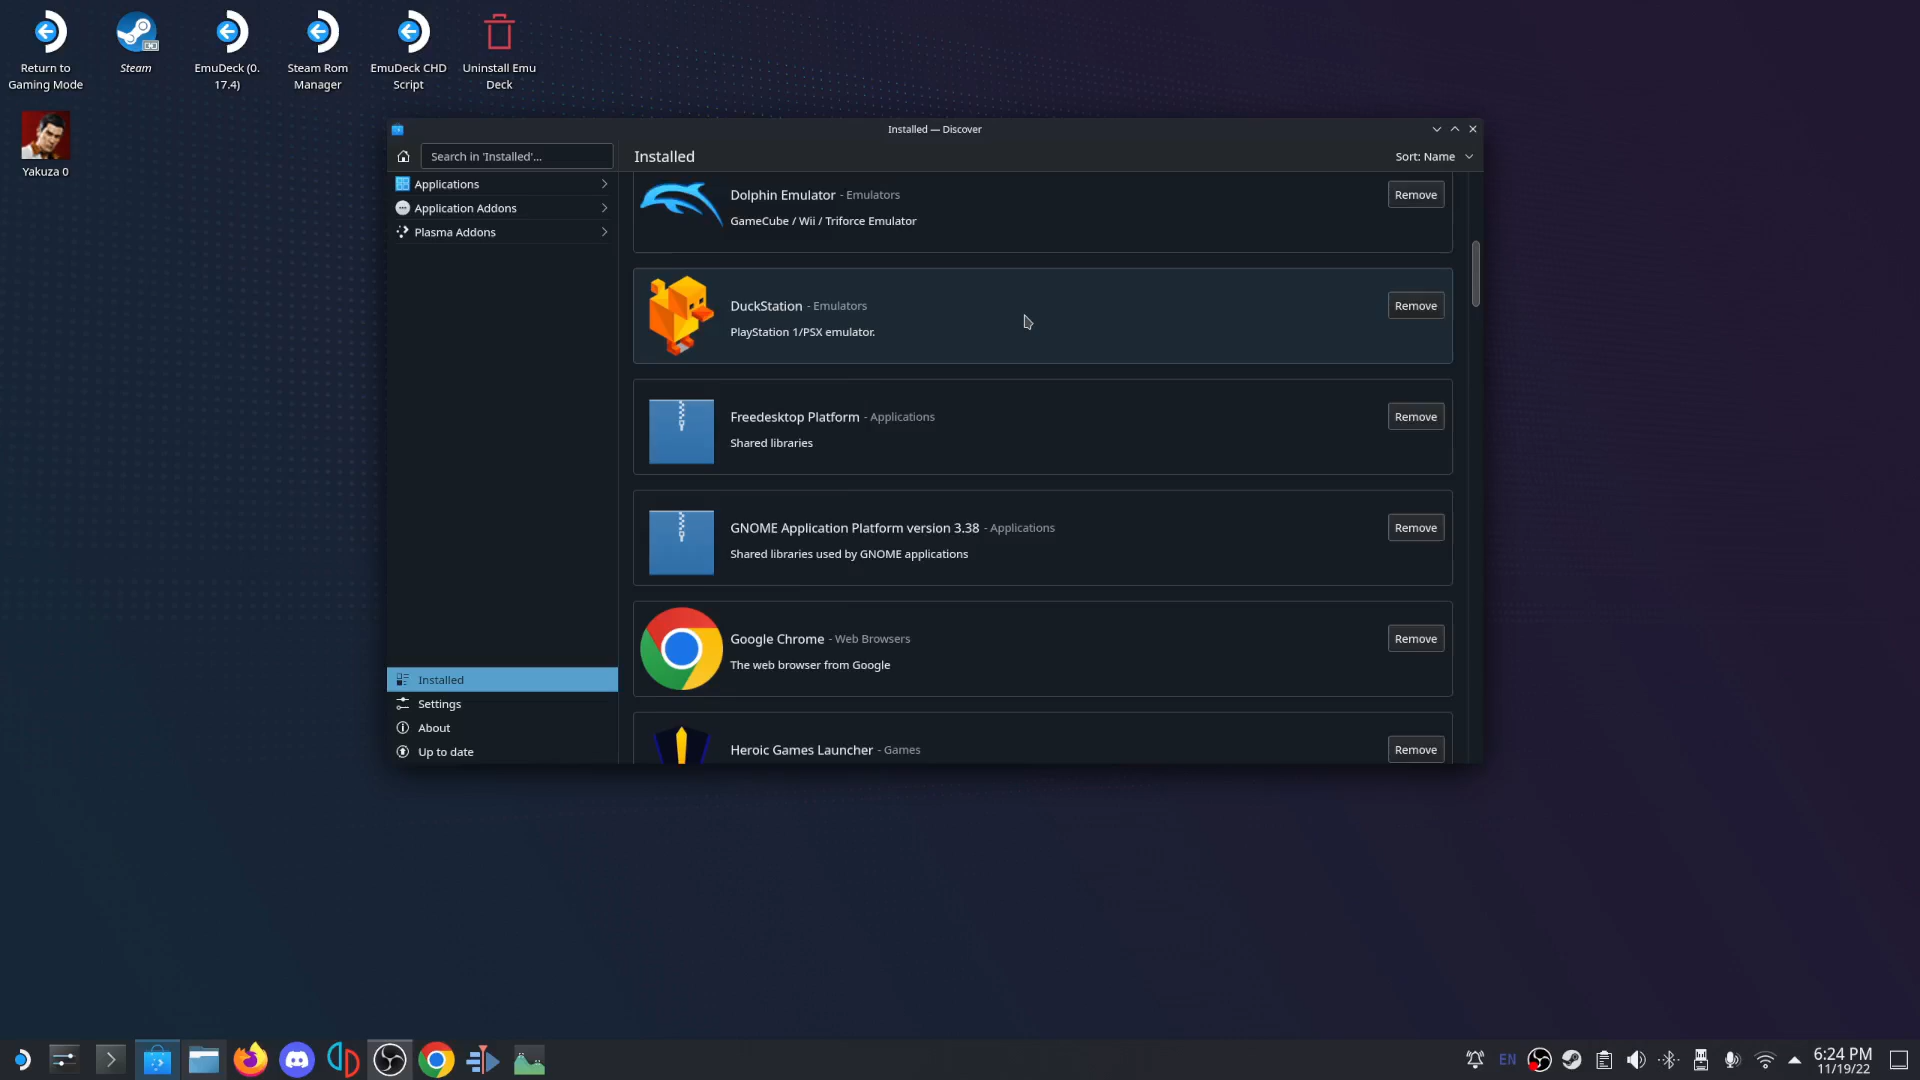 Return to
Gaming Mode
Steam
EmuDeck (0.
17.4)
Steam Rom
Manager
EmuDeck CHD
Script
Uninstall Emu
Deck
Yakuza 0
Installed — Discover
Search in 'Installed'...
Installed
Sort: Name
Applications
Application Addons
Plasma Addons
Installed
Settings
About
Up to date
Dolphin Emulator - Emulators
GameCube / Wii / Triforce Emulator
Remove
DuckStation - Emulators
PlayStation 1/PSX emulator.
Remove
Freedesktop Platform - Applications
Shared libraries
Remove
GNOME Application Platform version 3.38 - Applications
Shared libraries used by GNOME applications
Remove
Google Chrome - Web Browsers
The web browser from Google
Remove
Heroic Games Launcher - Games
Remove
EN
6:24 PM
11/19/22